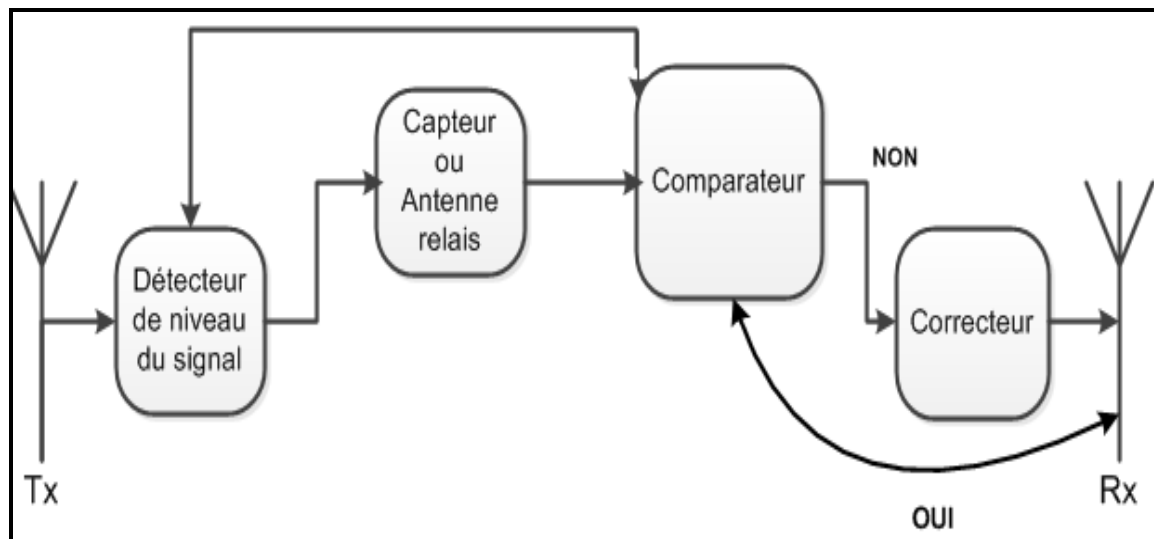 Tx
Détecteur
de niveau
du signal
Capteur
ou
Antenne
relais
Comparateur
NON
Correcteur
OUI
Rx